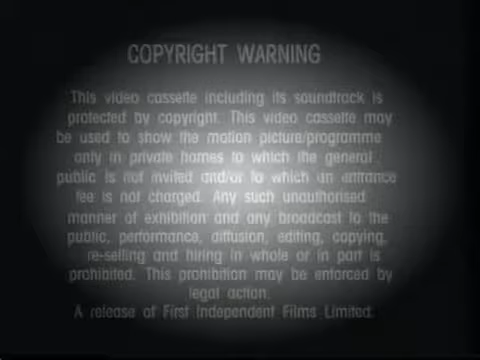 COPYRIGHT WARNING
This video cassette including its soundtrack is
protected by copyright. This video cassette may
be used to show the motion picture/programme
only in private homes to which the general
public is not invited and/or to which an entrance
fee is not charged. Any such unauthorised
manner of exhibition and any broadcast to the
public, performance, diffusion, editing, copying,
re-selling and hiring in whole or in part is
prohibited. This prohibition may be enforced by
legal action.
A release of First Independent Films Limited.